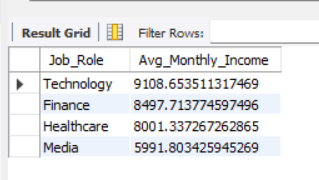 Result Grid Filter Rows:
Job_Role Avg_Monthly_Income
Technology 9108.653511317469
Finance 8497.713774597496
Healthcare 8001.337267262865
Media 5991.803425945269